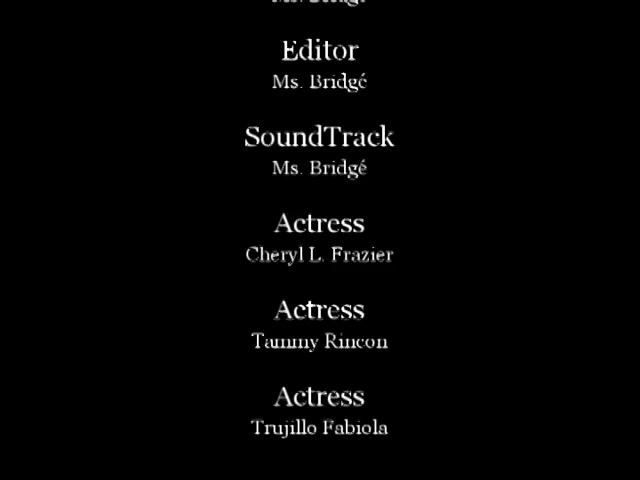 Editor
Ms. Bridgé
SoundTrack
Ms. Bridgé
Actress
Cheryl L. Frazier
Actress
Tammy Rincon
Actress
Trujillo Fabiola